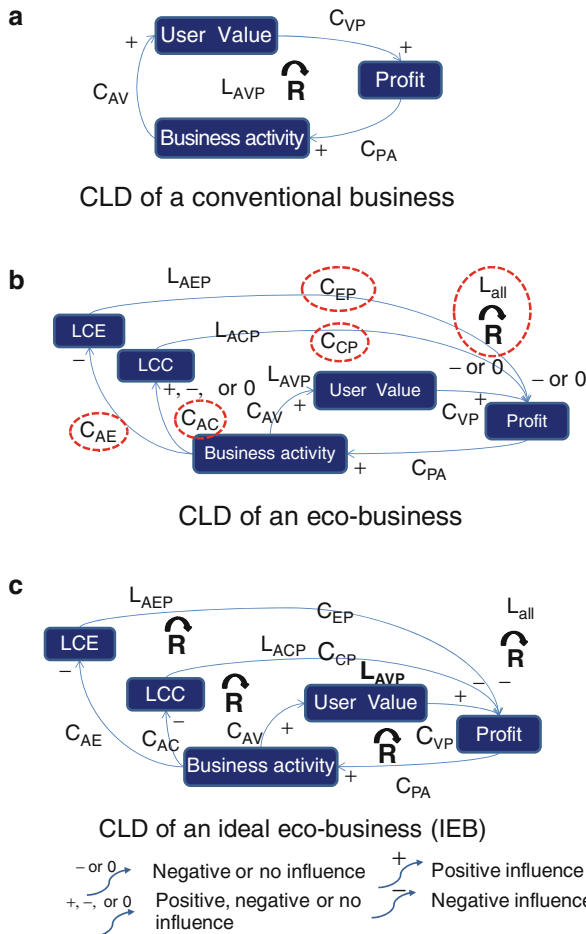 a
User Value
C_VP
+
+
Profit
L_AVP
R
C_AV
Business activity
+
C_PA
CLD of a conventional business
b
L_AEP
C_EP
L_all
R
LCE
−
L_ACP
C_CP
LCC
+, −, or 0
L_AVP
− or 0
− or 0
User Value
+
+
C_AV
C_VP
Profit
C_AE
C_AC
Business activity
+
C_PA
CLD of an eco-business
c
L_AEP
C_EP
L_all
R
LCE
R
−
L_ACP
C_CP
L_AVP
−
−
LCC
R
User Value
+
−
C_AE
C_AC
C_AV
+
R
C_VP
Profit
Business activity
+
C_PA
CLD of an ideal eco-business (IEB)
− or 0
Negative or no influence
+
Positive influence
+, −, or 0
Positive, negative or no
influence
−
Negative influenc